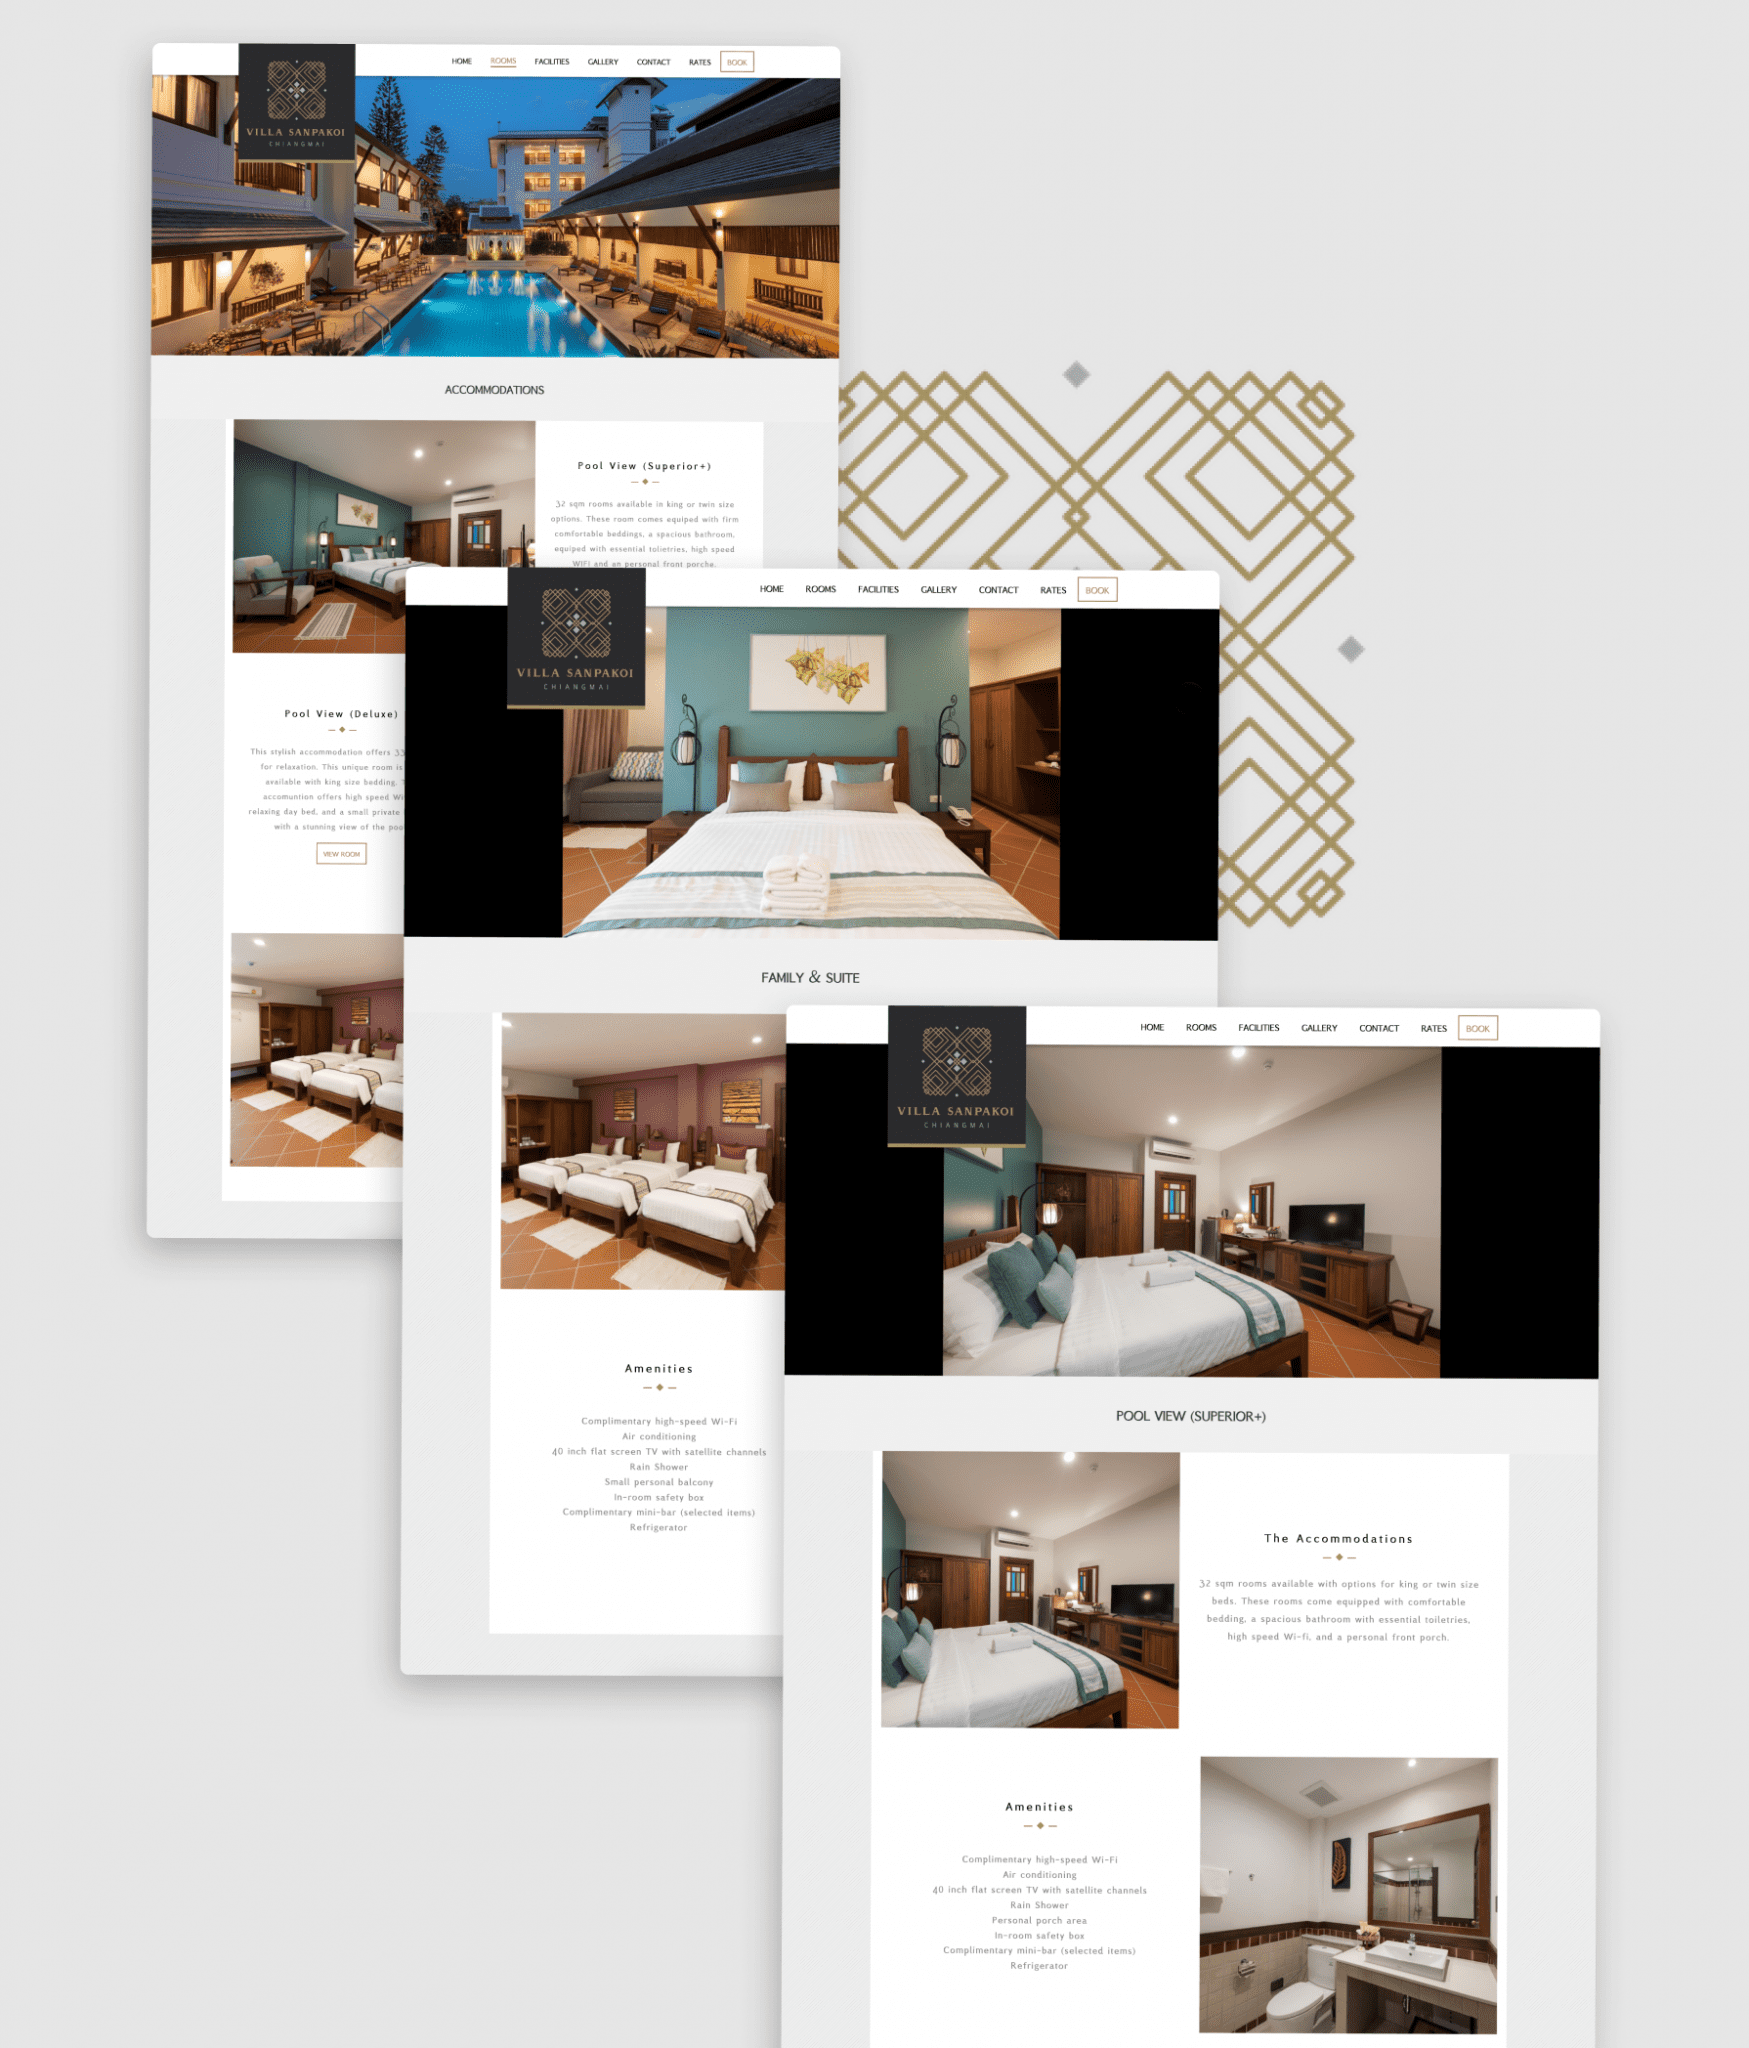 VILLA SANPAKOI
CHIANGMAI
HOME ROOMS FACILITIES GALLERY CONTACT RATES BOOK
ACCOMMODATIONS
Pool View (Superior+)
32 sqm rooms available in king or twin size
options. These room comes equiped with firm
comfortable beddings, a spacious bathroom,
equiped with essential tolietries, high speed
WIFI and an personal front porche.
Pool View (Deluxe)
This stylish accommodation offers 33
for relaxation. This unique room is
available with king size bedding.
accomuntion offers high speed Wi
relaxing day bed, and a small private
with a stunning view of the poo
VIEW ROOM
VILLA SANPAKOI
CHIANGMAI
HOME ROOMS FACILITIES GALLERY CONTACT RATES BOOK
FAMILY & SUITE
Amenities
Complimentary high-speed Wi-Fi
Air conditioning
40 inch flat screen TV with satellite channels
Rain Shower
Small personal balcony
In-room safety box
Complimentary mini-bar (selected items)
Refrigerator
VILLA SANPAKOI
CHIANGMAI
HOME ROOMS FACILITIES GALLERY CONTACT RATES BOOK
POOL VIEW (SUPERIOR+)
The Accommodations
32 sqm rooms available with options for king or twin size
beds. These rooms come equipped with comfortable
bedding, a spacious bathroom with essential toiletries,
high speed Wi-fi, and a personal front porch.
Amenities
Complimentary high-speed Wi-Fi
Air conditioning
40 inch flat screen TV with satellite channels
Rain Shower
Personal porch area
In-room safety box
Complimentary mini-bar (selected items)
Refrigerator